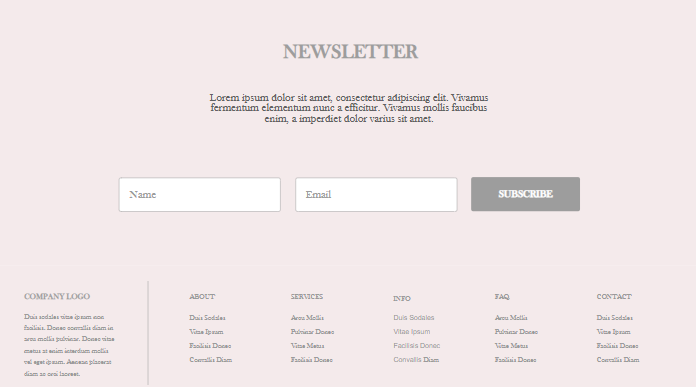 NEWSLETTER
Lorem ipsum dolor sit amet, consectetur adipiscing elit. Vivamus
fermentum elementum nunc a efficitur. Vivamus mollis faucibus
enim, a imperdiet dolor varius sit amet.
Name
Email
SUBSCRIBE
COMPANY LOGO
Duis sodales vitae ipsum non
facilisis. Donec convallis diam in
arcu mollis pulvinar. Donec vitae
metus at enim interdum mollis
vel eget ipsum. Aenean placerat
diam ac orci laoreet.
ABOUT
Duis Sodales
Vitae Ipsum
Facilisis Donec
Convallis Diam
SERVICES
Arcu Mollis
Pulvinar Donec
Vitae Metus
Facilisis Donec
INFO
Duis Sodales
Vitae Ipsum
Facilisis Donec
Convallis Diam
FAQ
Arcu Mollis
Pulvinar Donec
Vitae Metus
Facilisis Donec
CONTACT
Duis Sodales
Vitae Ipsum
Facilisis Donec
Convallis Diam